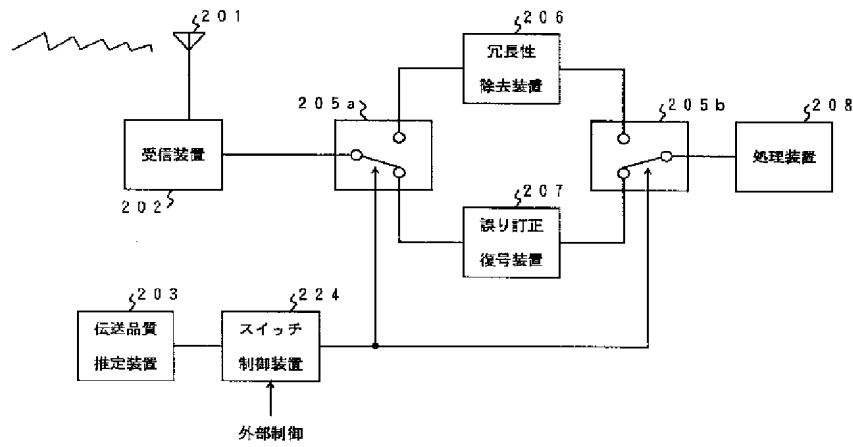 201
206
冗長性
除去装置
205a
205b
208
受信装置
処理装置
202
207
誤り訂正
復号装置
203
224
伝送品質
推定装置
スイッチ
制御装置
外部制御